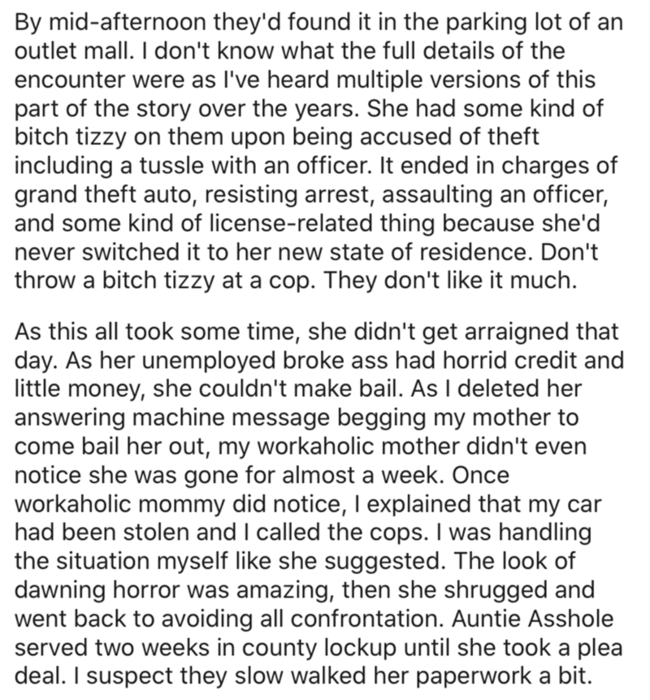 By mid-afternoon they'd found it in the parking lot of an
outlet mall. I don't know what the full details of the
encounter were as I've heard multiple versions of this
part of the story over the years. She had some kind of
bitch tizzy on them upon being accused of theft
including a tussle with an officer. It ended in charges of
grand theft auto, resisting arrest, assaulting an officer,
and some kind of license-related thing because she'd
never switched it to her new state of residence. Don't
throw a bitch tizzy at a cop. They don't like it much.
As this all took some time, she didn't get arraigned that
day. As her unemployed broke ass had horrid credit and
little money, she couldn't make bail. As I deleted her
answering machine message begging my mother to
come bail her out, my workaholic mother didn't even
notice she was gone for almost a week. Once
workaholic mommy did notice, I explained that my car
had been stolen and I called the cops. I was handling
the situation myself like she suggested. The look of
dawning horror was amazing, then she shrugged and
went back to avoiding all confrontation. Auntie Asshole
served two weeks in county lockup until she took a plea
deal. I suspect they slow walked her paperwork a bit.